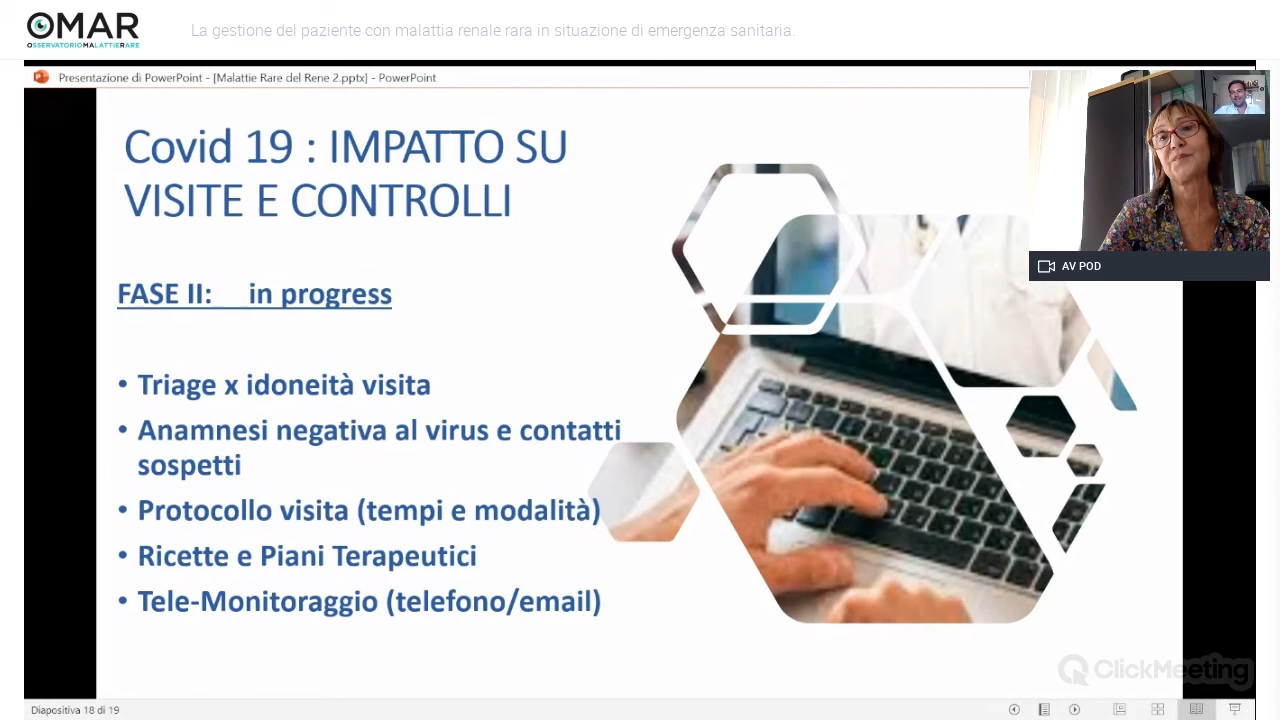 OMAR
OSSERVATORIOMALATTIERARE
La gestione del paziente con malattia renale rara in situazione di emergenza sanitaria.
Presentazione di PowerPoint - [Malattie Rare del Rene 2.pptx] - PowerPoint
Covid 19 : IMPATTO SU
VISITE E CONTROLLI
AV POD
FASE II: in progress
• Triage x idoneità visita
• Anamnesi negativa al virus e contatti
sospetti
• Protocollo visita (tempi e modalità)
• Ricette e Piani Terapeutici
• Tele-Monitoraggio (telefono/email)
ClickMeeting
Diapositiva 18 di 19